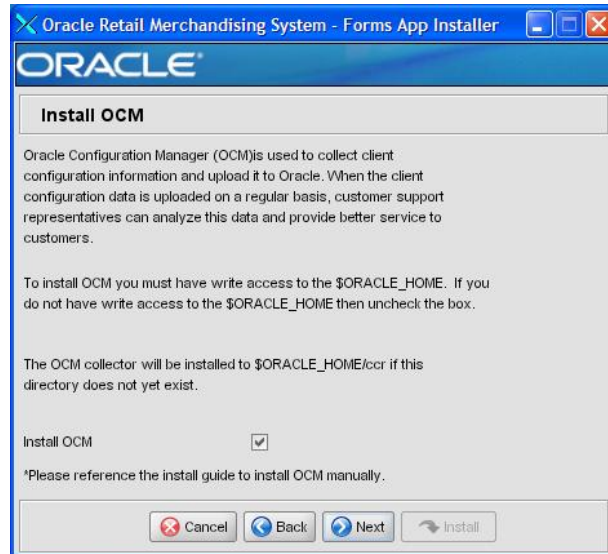 Oracle Retail Merchandising System - Forms App Installer
ORACLE®
Install OCM
Oracle Configuration Manager (OCM)is used to collect client
configuration information and upload it to Oracle. When the client
configuration data is uploaded on a regular basis, customer support
representatives can analyze this data and provide better service to
customers.
To install OCM you must have write access to the $ORACLE_HOME. If you
do not have write access to the $ORACLE_HOME then uncheck the box.
The OCM collector will be installed to $ORACLE_HOME/ccr if this
directory does not yet exist.
Install OCM
*Please reference the install guide to install OCM manually.
Cancel Back Next Install